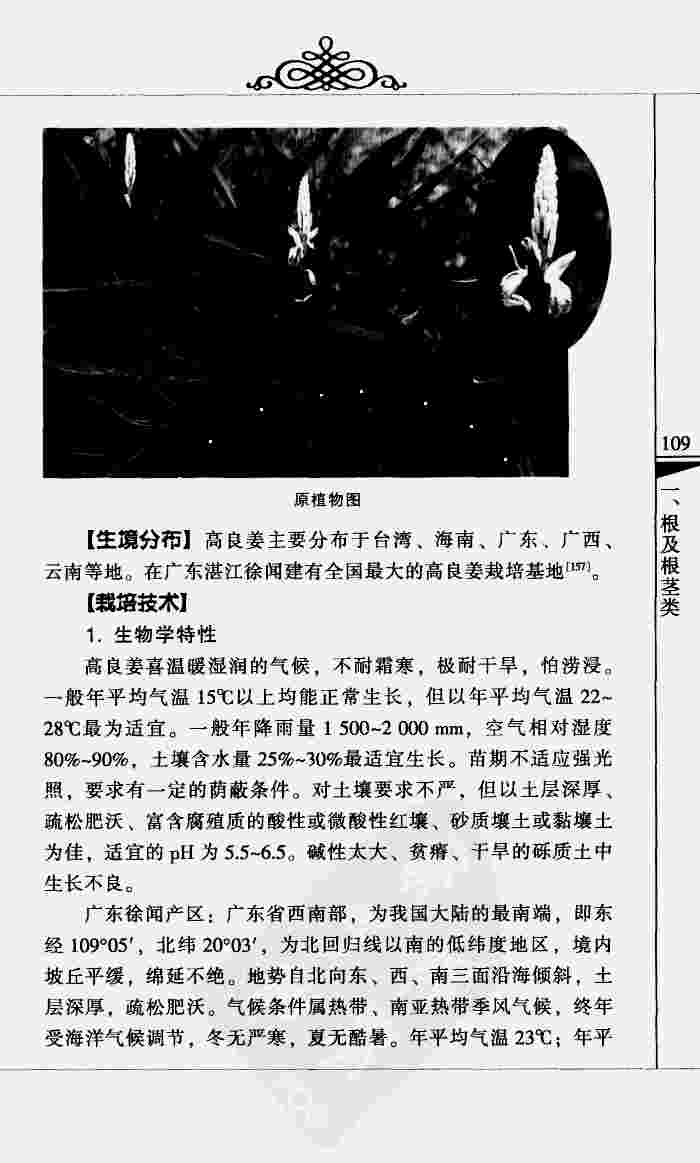 原植物图
【生境分布】高良姜主要分布于台湾、海南、广东、广西、
云南等地。在广东湛江徐闻建有全国最大的高良姜栽培基地[157]。
【栽培技术】
1. 生物学特性
高良姜喜温暖湿润的气候，不耐霜寒，极耐干旱，怕涝浸。
一般年平均气温 15℃以上均能正常生长，但以年平均气温 22~
28℃最为适宜。一般年降雨量 1 500~2 000 mm，空气相对湿度
80%~90%，土壤含水量 25%~30%最适宜生长。苗期不适应强光
照，要求有一定的荫蔽条件。对土壤要求不严，但以土层深厚、
疏松肥沃、富含腐殖质的酸性或微酸性红壤、砂质壤土或黏壤土
为佳，适宜的 pH 为 5.5~6.5。碱性太大、贫瘠、干旱的砾质土中
生长不良。
广东徐闻产区：广东省西南部，为我国大陆的最南端，即东
经 109°05′，北纬 20°03′，为北回归线以南的低纬度地区，境内
坡丘平缓，绵延不绝。地势自北向东、西、南三面沿海倾斜，土
层深厚，疏松肥沃。气候条件属热带、南亚热带季风气候，终年
受海洋气候调节，冬无严寒，夏无酷暑。年平均气温 23℃；年平
109
一、根及根茎类